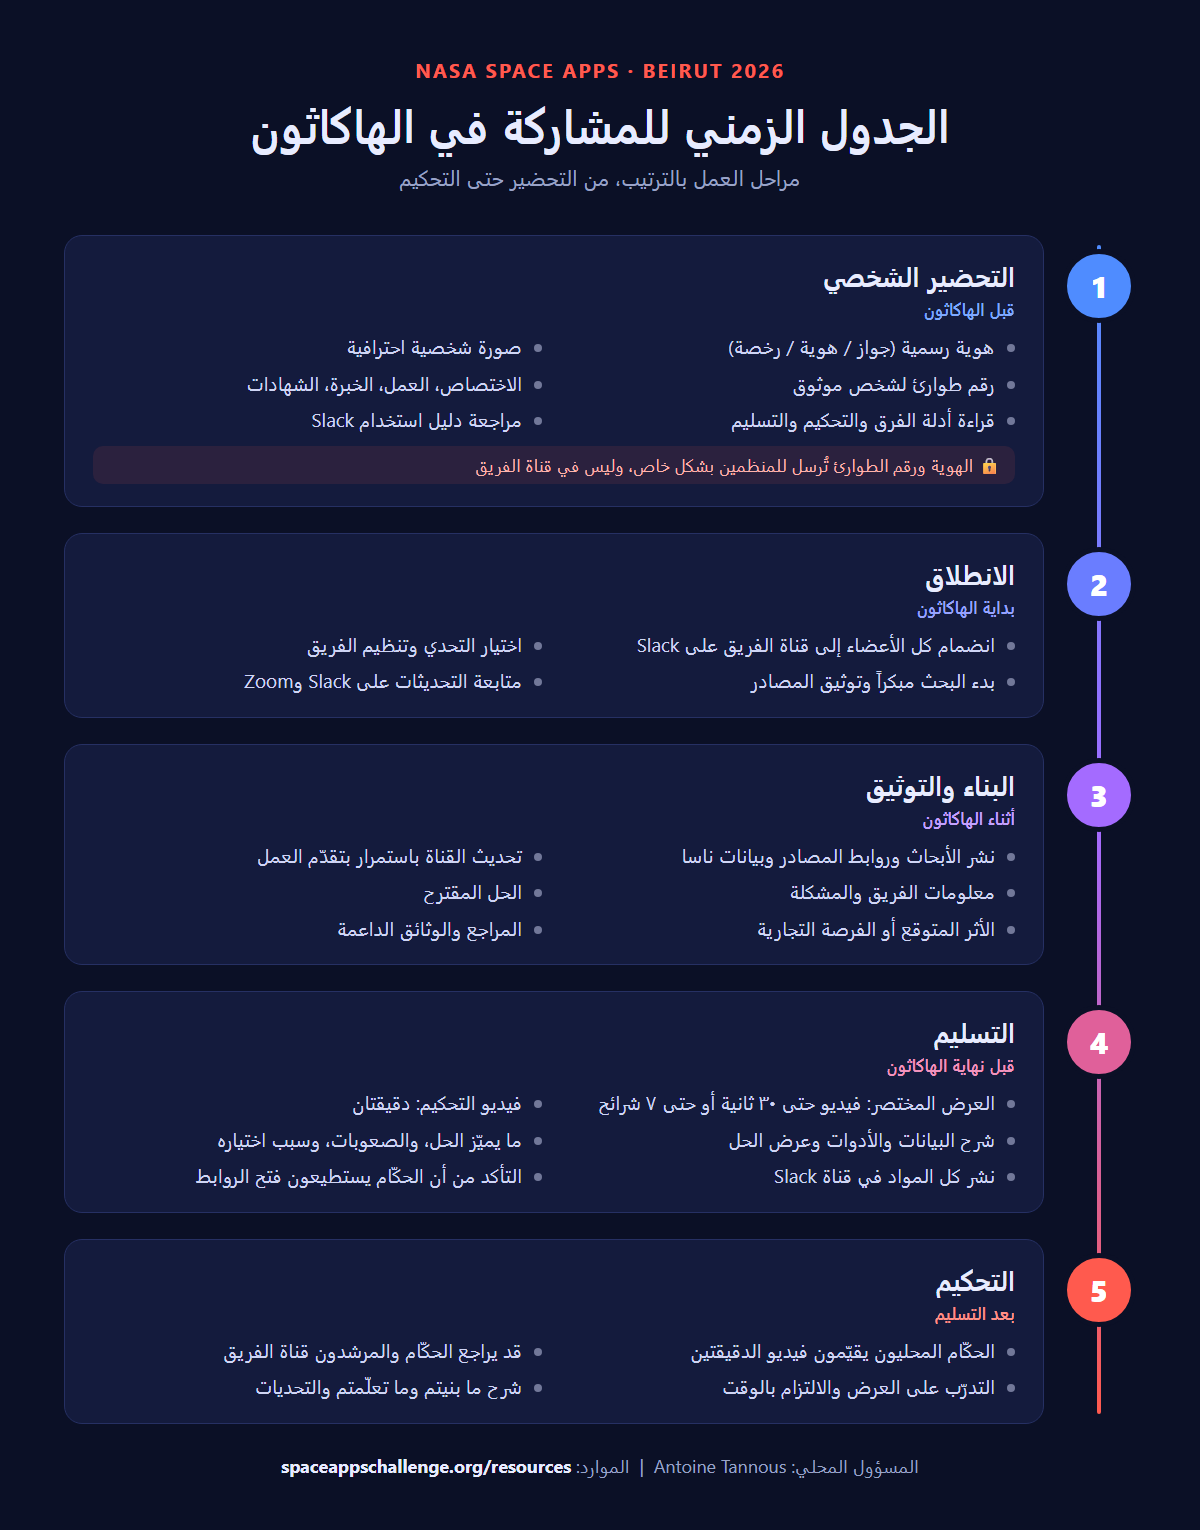 NASA SPACE APPS · BEIRUT 2026
الجدول الزمني للمشاركة في الهاكاثون
مراحل العمل بالترتيب، من التحضير حتى التحكيم
1
التحضير الشخصي
قبل الهاكاثون
هوية رسمية (جواز / هوية / رخصة)
صورة شخصية احترافية
رقم طوارئ لشخص موثوق
الاختصاص، العمل، الخبرة، الشهادات
قراءة أدلة الفرق والتحكيم والتسليم
مراجعة دليل استخدام Slack
🔒 الهوية ورقم الطوارئ تُرسل للمنظمين بشكل خاص، وليس في قناة الفريق
2
الانطلاق
بداية الهاكاثون
انضمام كل الأعضاء إلى قناة الفريق على Slack
اختيار التحدي وتنظيم الفريق
بدء البحث مبكراً وتوثيق المصادر
متابعة التحديثات على Slack وZoom
3
البناء والتوثيق
أثناء الهاكاثون
نشر الأبحاث وروابط المصادر وبيانات ناسا
تحديث القناة باستمرار بتقدّم العمل
معلومات الفريق والمشكلة
الحل المقترح
الأثر المتوقع أو الفرصة التجارية
المراجع والوثائق الداعمة
4
التسليم
قبل نهاية الهاكاثون
العرض المختصر: فيديو حتى ٣٠ ثانية أو حتى ٧ شرائح
فيديو التحكيم: دقيقتان
شرح البيانات والأدوات وعرض الحل
ما يميّز الحل، والصعوبات، وسبب اختياره
نشر كل المواد في قناة Slack
التأكد من أن الحكّام يستطيعون فتح الروابط
5
التحكيم
بعد التسليم
الحكّام المحليون يقيّمون فيديو الدقيقتين
قد يراجع الحكّام والمرشدون قناة الفريق
التدرّب على العرض والالتزام بالوقت
شرح ما بنيتم وما تعلّمتم والتحديات
المسؤول المحلي: Antoine Tannous | الموارد: spaceappschallenge.org/resources